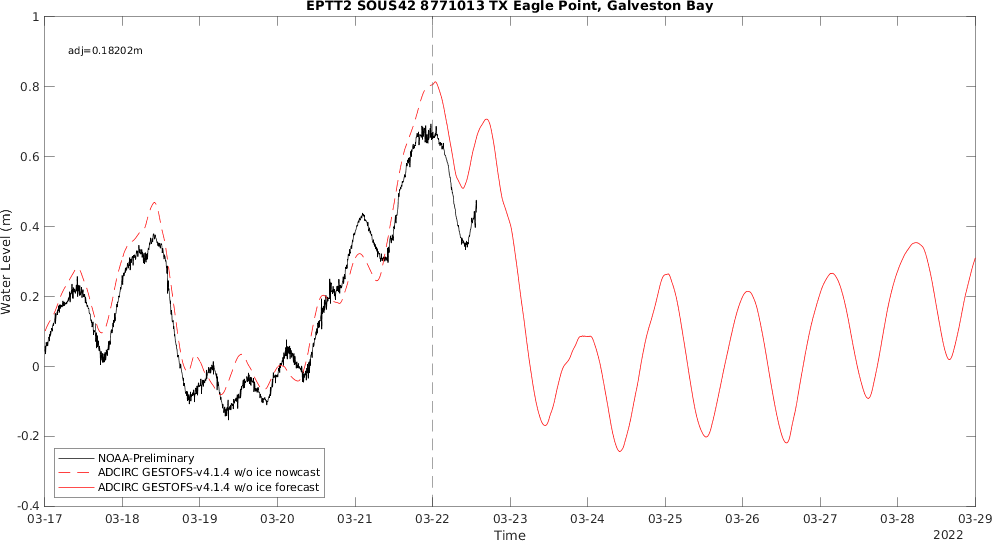 EPTT2 SOUS42 8771013 TX Eagle Point, Galveston Bay
1
adj=0.18202m
0.8
0.6
0.4
0.2
0
-0.2
-0.4
Water Level (m)
NOAA-Preliminary
ADCIRC GESTOFS-v4.1.4 w/o ice nowcast
ADCIRC GESTOFS-v4.1.4 w/o ice forecast
03-17 03-18 03-19 03-20 03-21 03-22 03-23 03-24 03-25 03-26 03-27 03-28 03-29
Time
2022